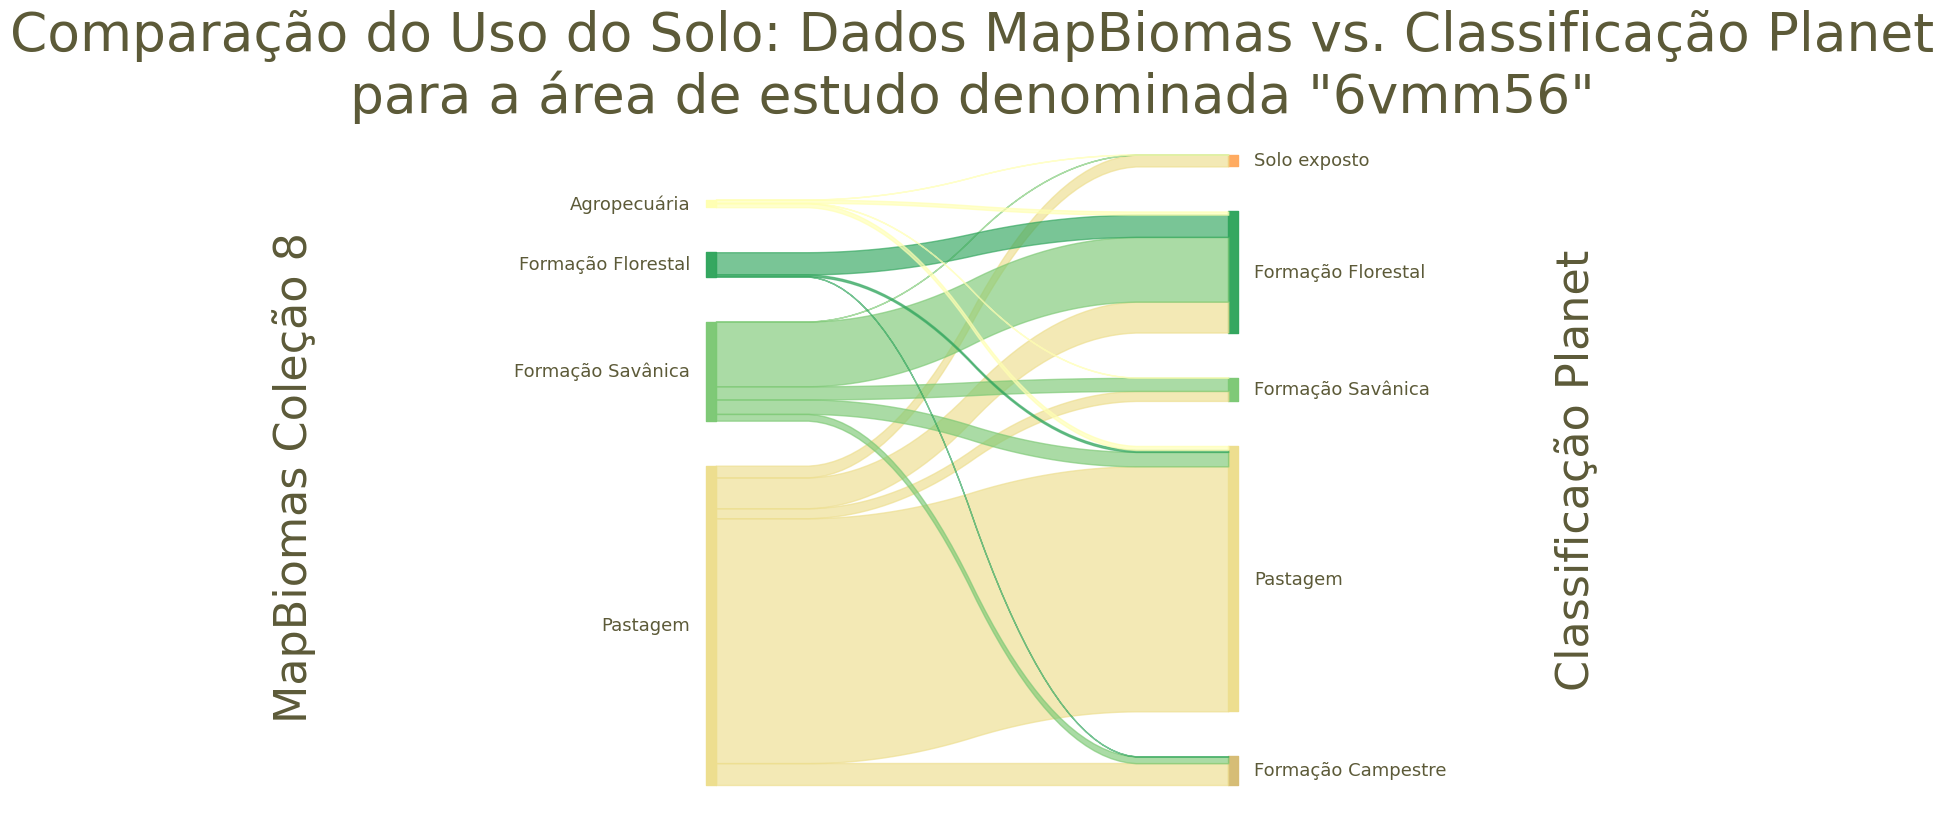 Comparação do Uso do Solo: Dados MapBiomas vs. Classificação Planet
para a área de estudo denominada "6vmm56"
MapBiomas Coleção 8
Agropecuária
Formação Florestal
Formação Savânica
Pastagem
Solo exposto
Formação Florestal
Formação Savânica
Pastagem
Formação Campestre
Classificação Planet